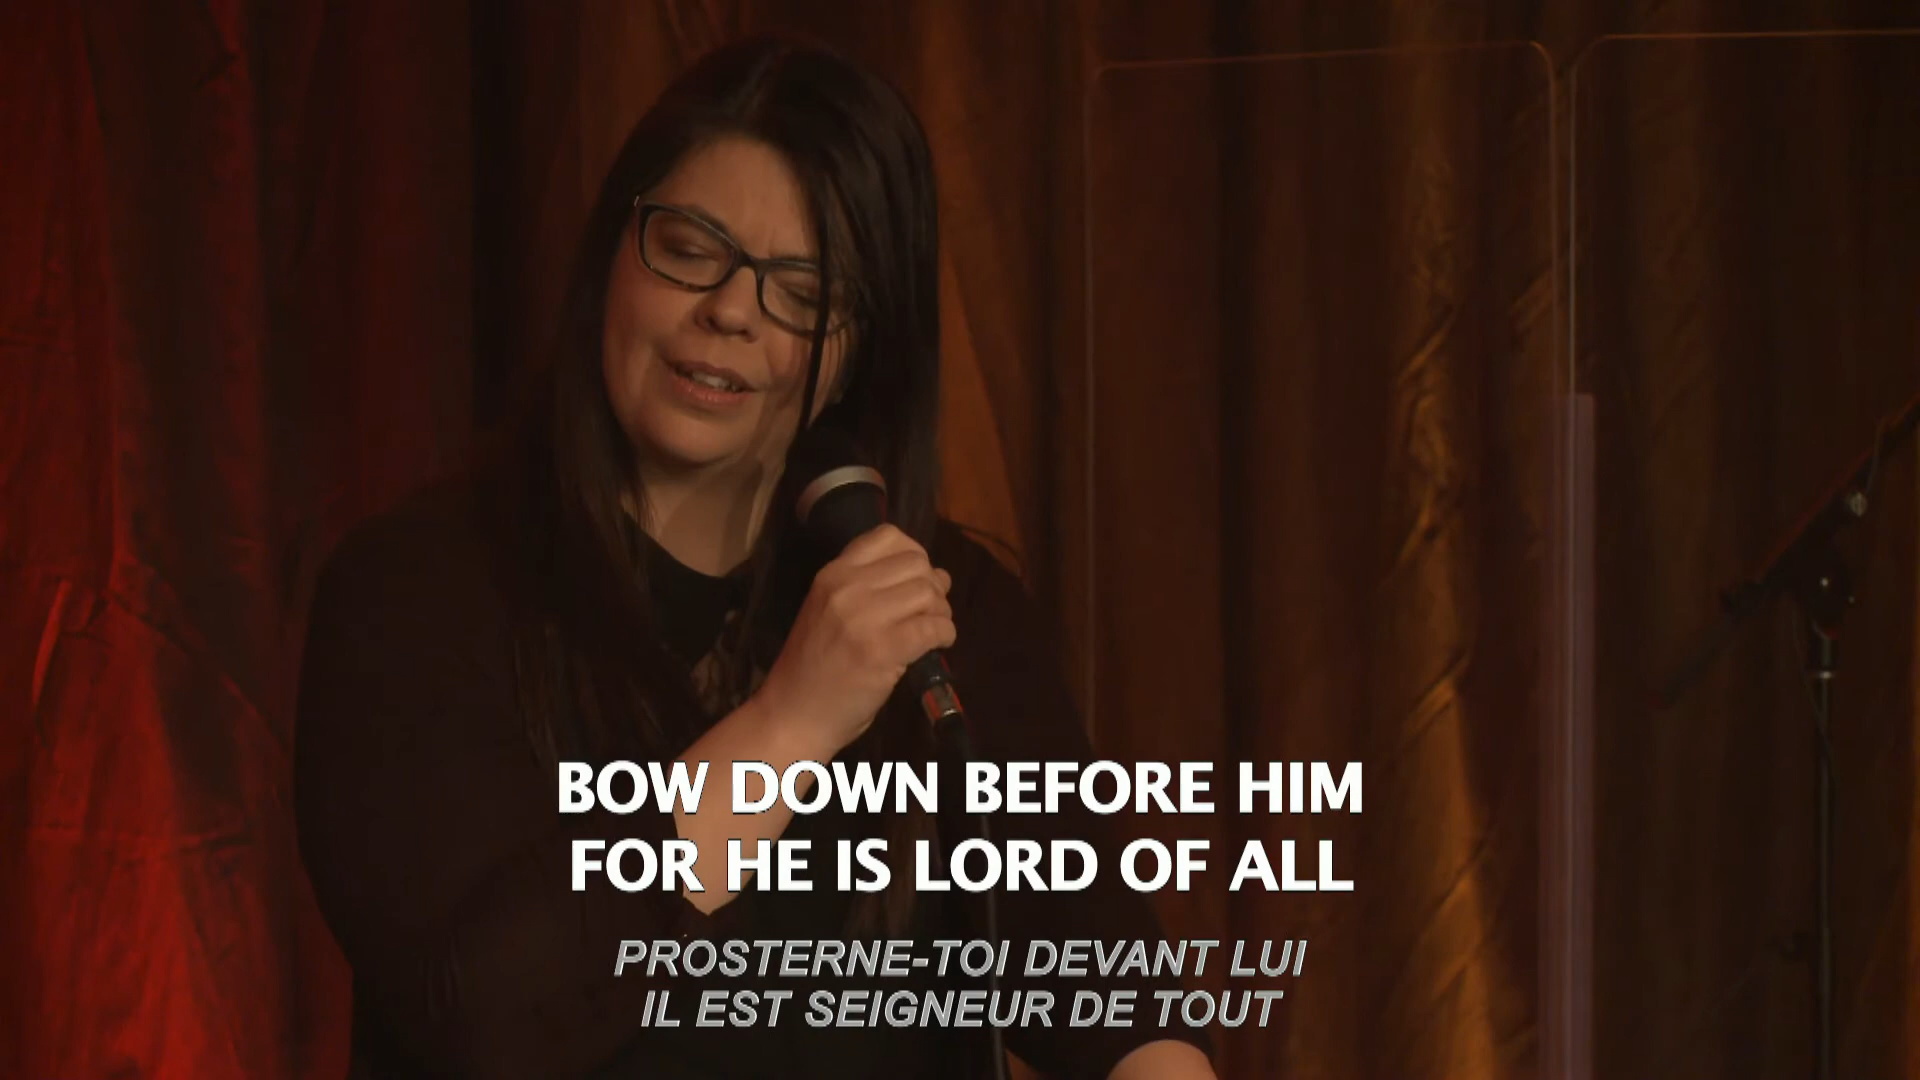 BOW DOWN BEFORE HIM
FOR HE IS LORD OF ALL
PROSTERNE-TOI DEVANT LUI
IL EST SEIGNEUR DE TOUT